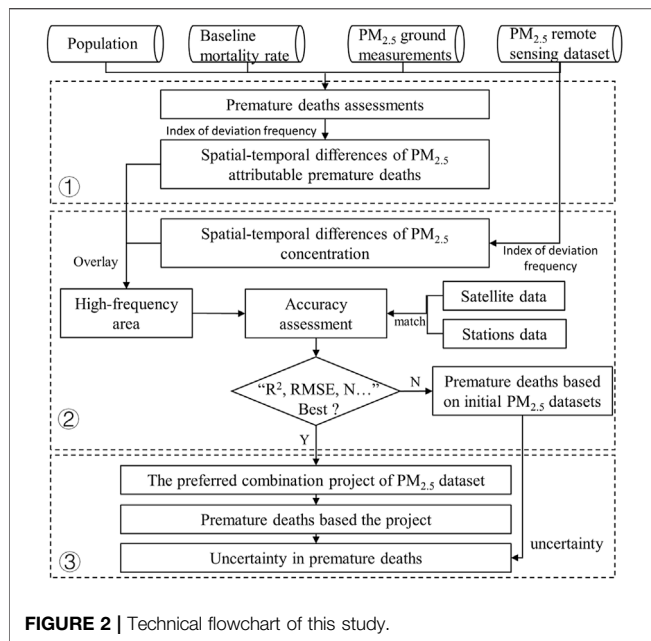 Population
Baseline
mortality rate
PM2.5 ground
measurements
PM2.5 remote
sensing dataset
Premature deaths assessments
Index of deviation frequency
Spatial-temporal differences of PM2.5
attributable premature deaths
①
Spatial-temporal differences of PM2.5
concentration
Index of deviation
frequency
Overlay
High-frequency
area
Accuracy
assessment
match
Satellite data
Stations data
“R², RMSE, N…”
Best ?
N
Premature deaths based
on initial PM2.5 datasets
②
Y
The preferred combination project of PM2.5 dataset
Premature deaths based the project
Uncertainty in premature deaths
uncertainty
③
FIGURE 2 | Technical flowchart of this study.